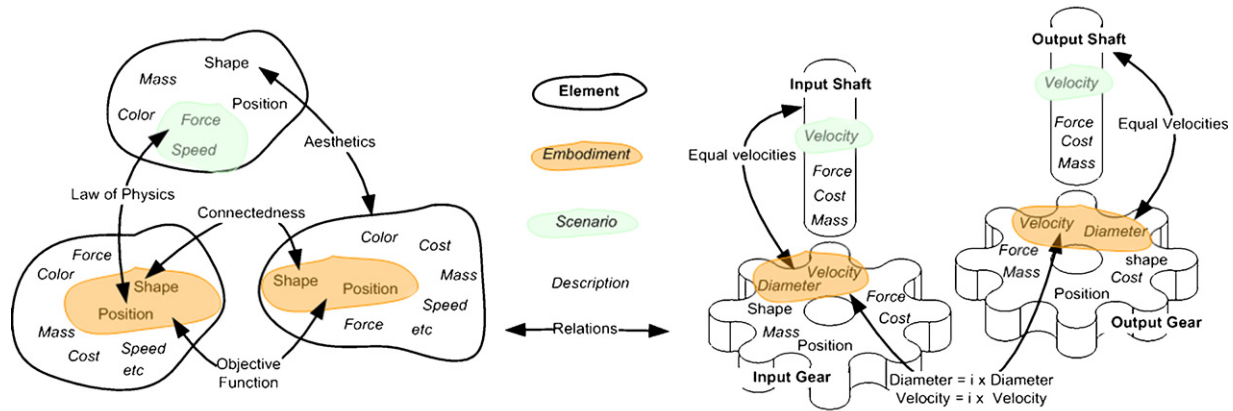 Shape
Mass
Color
Position
Force
Speed
Aesthetics
Law of Physics
Connectedness
Force
Color
Shape
Position
Mass
Cost
Speed
etc
Color
Cost
Shape
Position
Mass
Speed
Force
etc
Objective
Function
Element
Embodiment
Scenario
Description
Relations
Input Shaft
Velocity
Equal velocities
Force
Cost
Mass
Velocity
Diameter
Shape
Mass
Force
Cost
Position
Input Gear
Output Shaft
Velocity
Force
Cost
Mass
Equal Velocities
Velocity
Diameter
Force
Mass
shape
Cost
Position
Output Gear
Diameter = i x Diameter
Velocity = i x Velocity